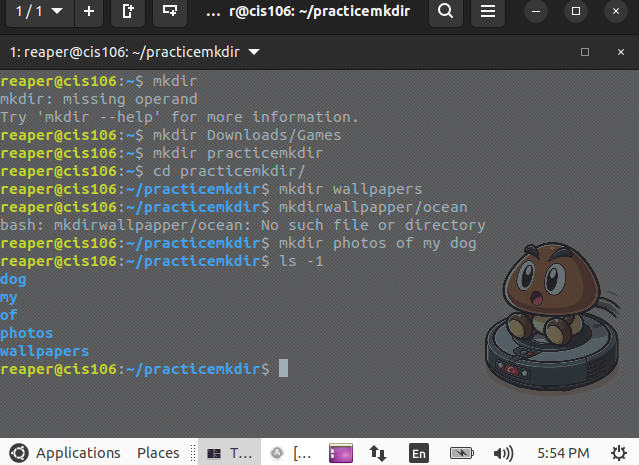 1 / 1
... r@cis106: ~/practicemkdir
1: reaper@cis106: ~/practicemkdir
reaper@cis106:~$ mkdir
mkdir: missing operand
Try 'mkdir --help' for more information.
reaper@cis106:~$ mkdir Downloads/Games
reaper@cis106:~$ mkdir practicemkdir
reaper@cis106:~$ cd practicemkdir/
reaper@cis106:~/practicemkdir$ mkdir wallpapers
reaper@cis106:~/practicemkdir$ mkdirwallpapper/ocean
bash: mkdirwallpapper/ocean: No such file or directory
reaper@cis106:~/practicemkdir$ mkdir photos of my dog
reaper@cis106:~/practicemkdir$ ls -1
dog
my
of
photos
wallpapers
reaper@cis106:~/practicemkdir$
Applications Places T... [... En 5:54 PM